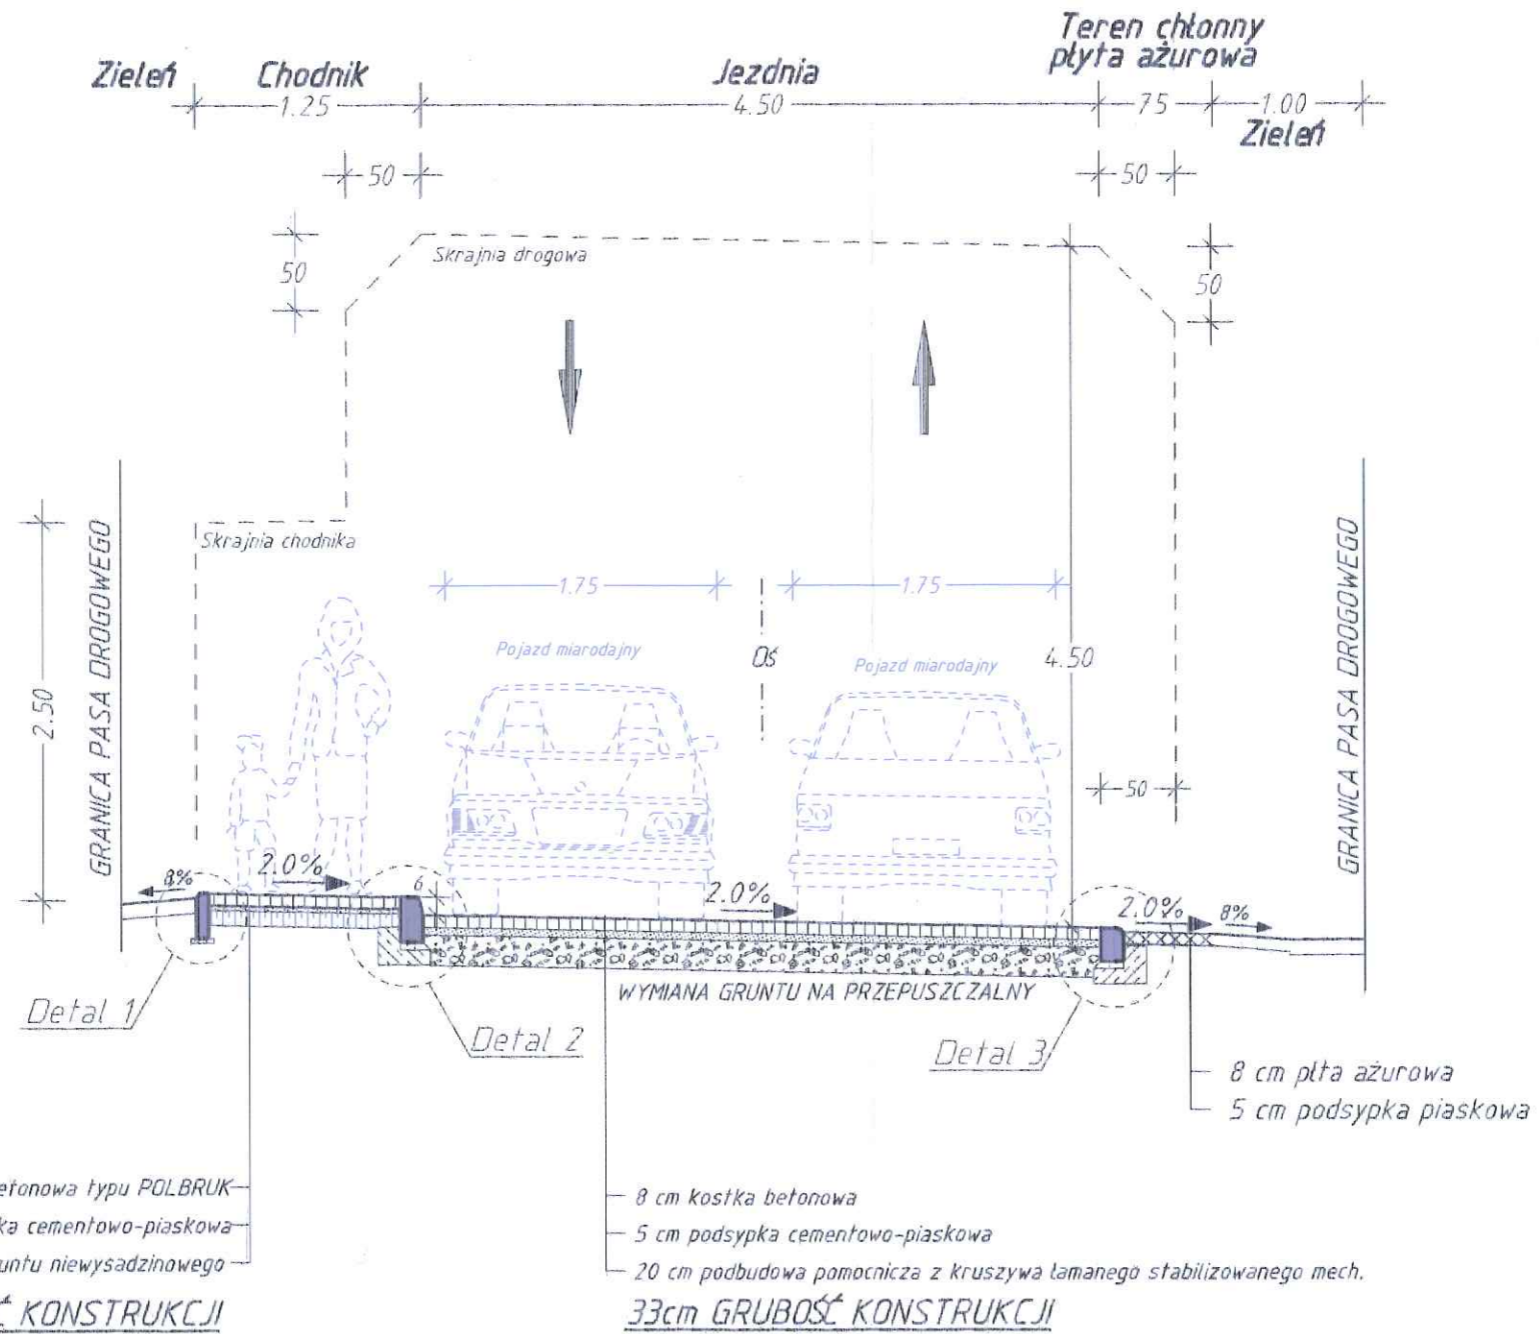 Teren chłonny
płyta ażurowa
Zieleń Chodnik Jezdnia
1.25 4.50 75 1.00
Zieleń
50 50
Skrajnia drogowa
50 50
Skrajnia chodnika
GRANICA PASA DROGOWEGO
GRANICA PASA DROGOWEGO
2.50
1.75 1.75
Pojazd miarodajny Oś Pojazd miarodajny 4.50
50
8% 2.0% 6 2.0% 2.0% 8%
WYMIANA GRUNTU NA PRZEPUSZCZALNY
Detal 1 Detal 2 Detal 3
8 cm płta ażurowa
5 cm podsypka piaskowa
etonowa typu POLBRUK
ka cementowo-piaskowa
untu niewysadzinowego
Ć KONSTRUKCJI
8 cm kostka betonowa
5 cm podsypka cementowo-piaskowa
20 cm podbudowa pomocnicza z kruszywa łamanego stabilizowanego mech.
33cm GRUBOŚĆ KONSTRUKCJI